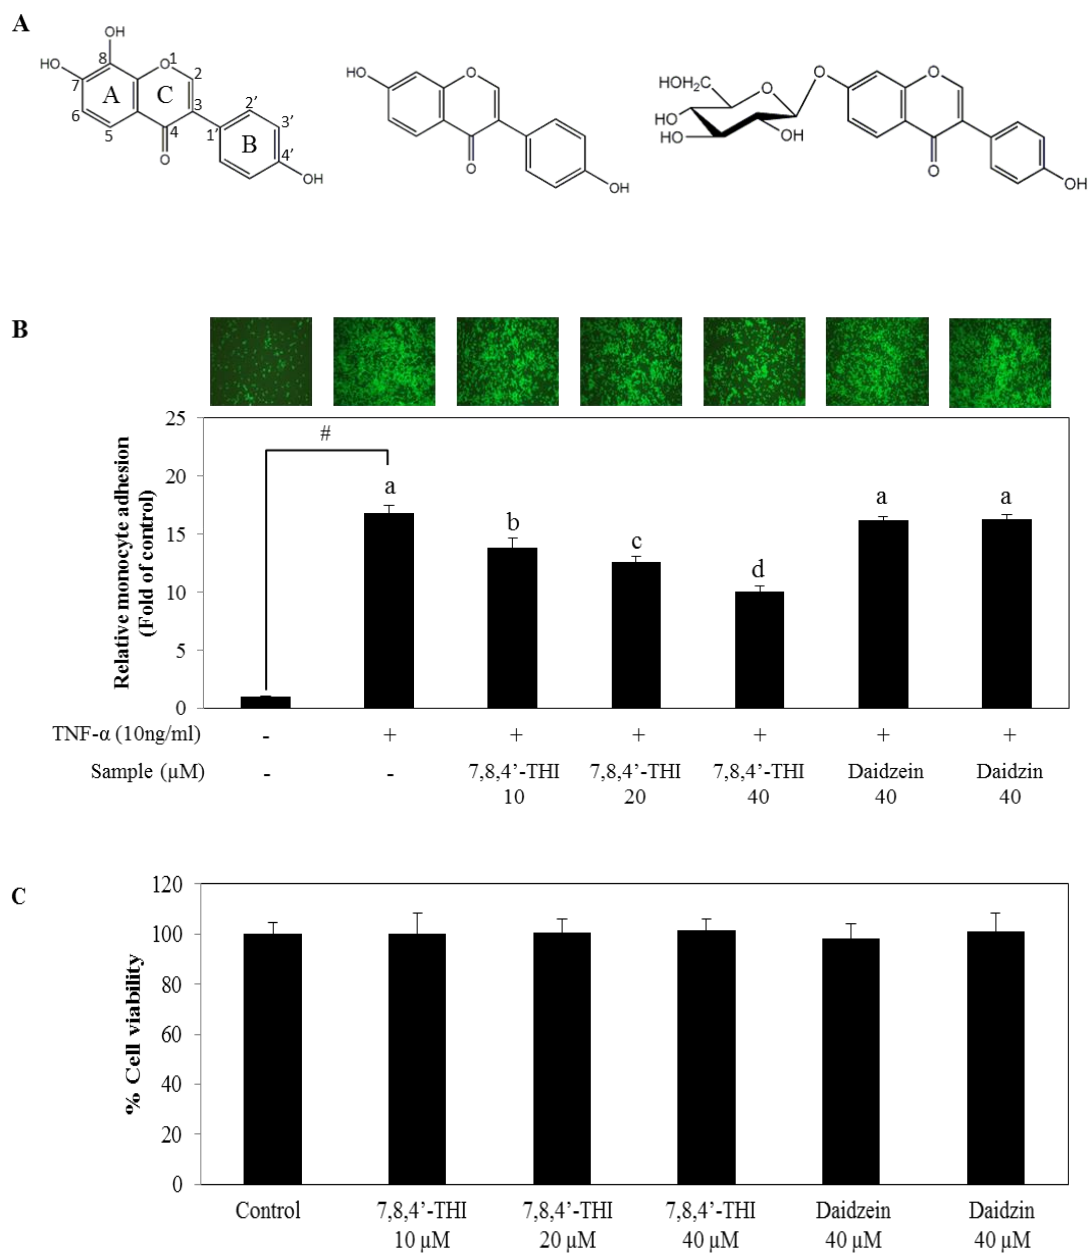 A
OH
HO
8
O
1
2
7
A
C
3
2'
3'
6
4
1'
5
B
4'
O
OH
HO
O
O
OH
HOH2C
O
O
O
HO
HO
OH
O
OH
B
25
#
20
a
b
c
d
a
a
15
10
5
0
Relative monocyte adhesion
(Fold of control)
TNF-α (10ng/ml) - + + + + + +
Sample (μM) - - 7,8,4’-THI 7,8,4’-THI 7,8,4’-THI Daidzein Daidzin
10 20 40 40 40
C
120
100
80
60
40
20
0
% Cell viability
Control 7,8,4’-THI 7,8,4’-THI 7,8,4’-THI Daidzein Daidzin
10 μM 20 μM 40 μM 40 μM 40 μM